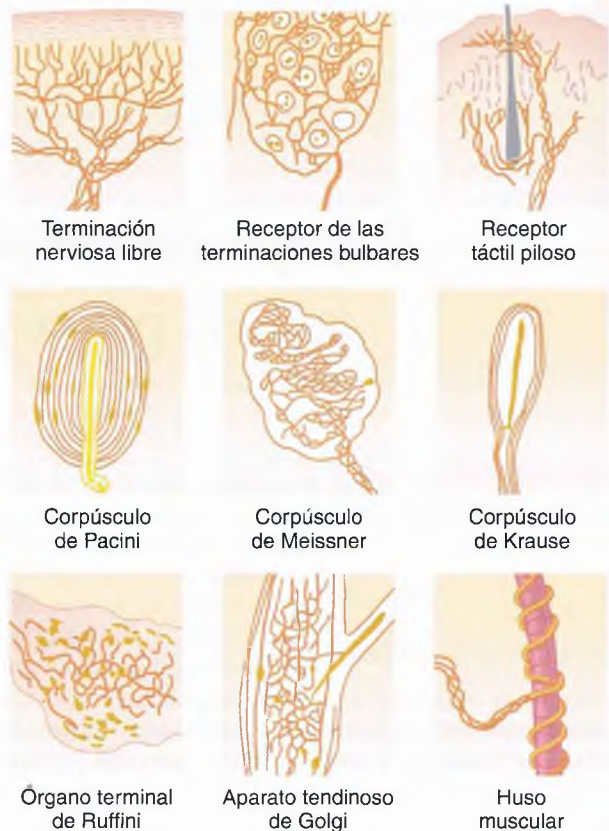 Terminación
nerviosa libre
Receptor de las
terminaciones bulbares
Receptor
táctil piloso
Corpúsculo
de Pacini
Corpúsculo
de Meissner
Corpúsculo
de Krause
Órgano terminal
de Ruffini
Aparato tendinoso
de Golgi
Huso
muscular